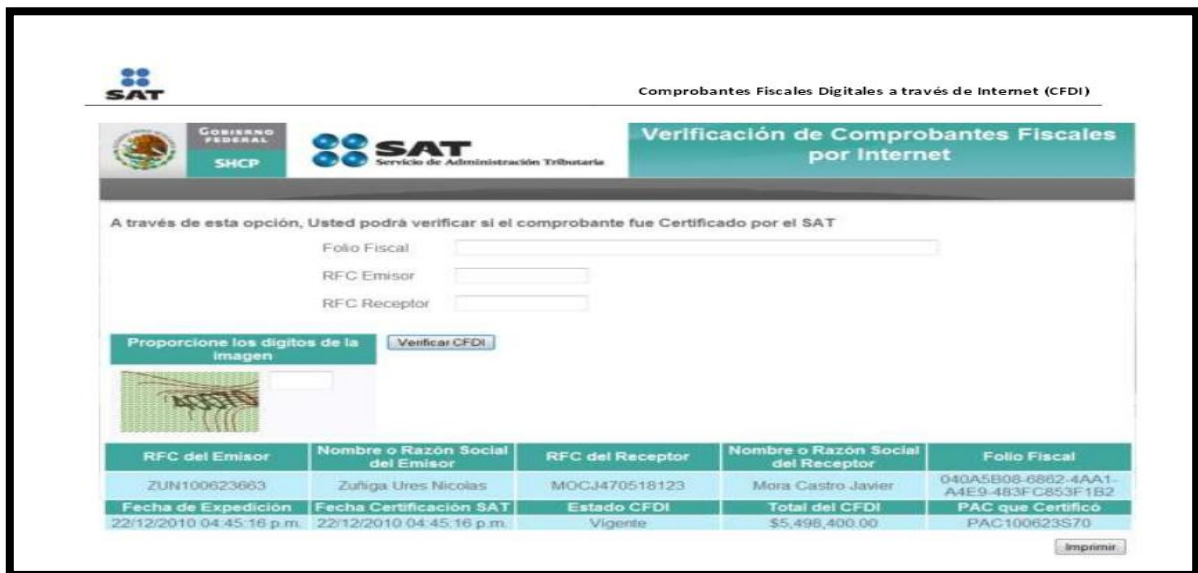 SAT
Comprobantes Fiscales Digitales a través de Internet (CFDI)
GOBIERNO
FEDERAL
SHCP
SAT
Servicio de Administración Tributaria
Verificación de Comprobantes Fiscales
por Internet
A través de esta opción, Usted podrá verificar si el comprobante fue Certificado por el SAT
Folio Fiscal
RFC Emisor
RFC Receptor
Proporcione los dígitos de la
imagen
Verificar CFDI
RFC del Emisor
Nombre o Razón Social
del Emisor
RFC del Receptor
Nombre o Razón Social
del Receptor
Folio Fiscal
ZUN100623663
Zuñiga Ures Nicolas
MOCJ470518123
Mora Castro Javier
040A5B08-6862-4AA1-
A4E9-483FC853F1B2
Fecha de Expedición
Fecha Certificación SAT
Estado CFDI
Total del CFDI
PAC que Certificó
22/12/2010 04:45:16 p.m.
22/12/2010 04:45:16 p.m.
Vigente
$5,498,400.00
PAC100623S70
Imprimir